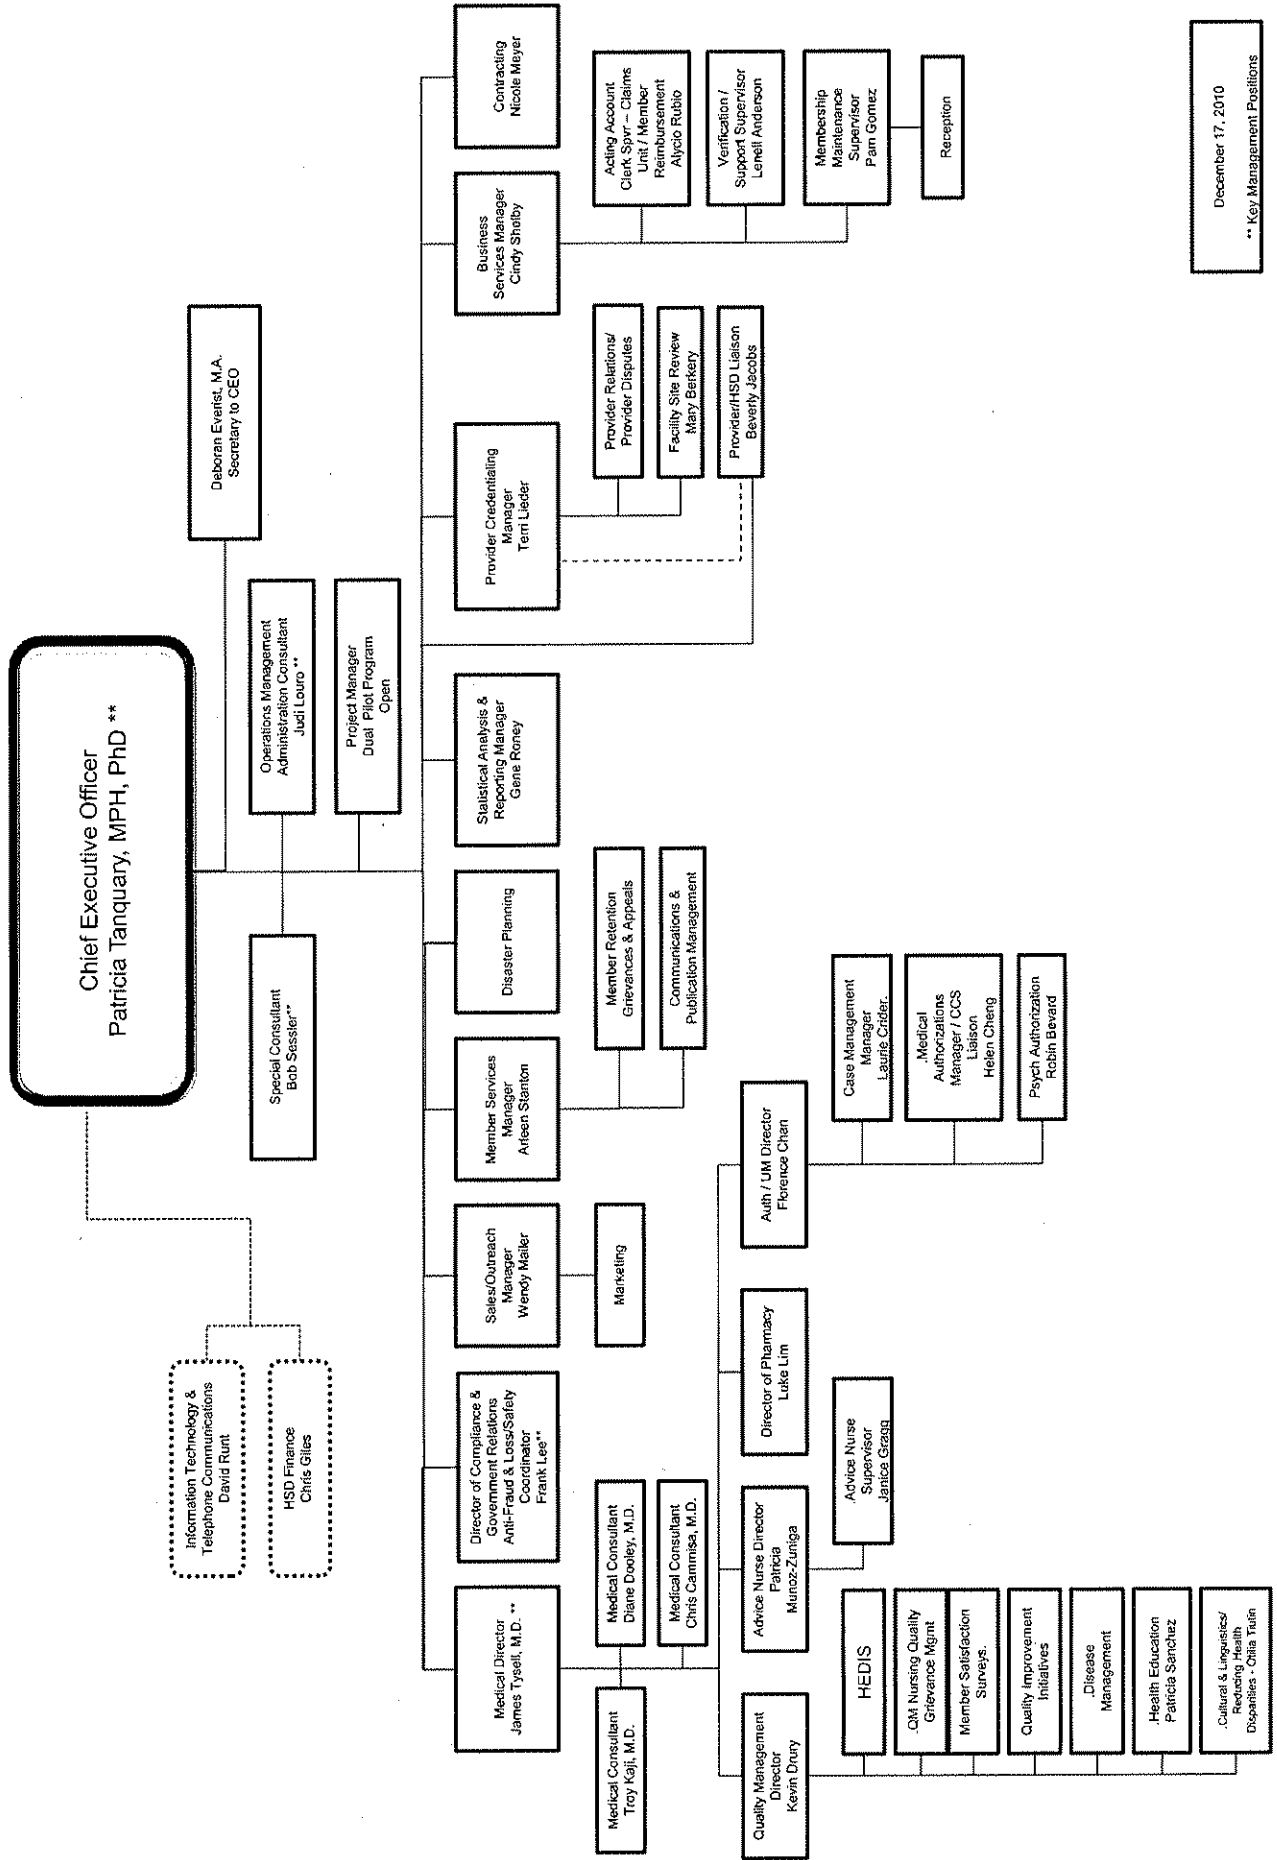 Chief Executive Officer
Patricia Tanquary, MPH, PhD **
Information Technology &
Telephone Communications
David Runt
HSD Finance
Chris Giles
Deboran Everist, M.A.
Secretary to CEO
Special Consultant
Bob Sessler**
Operations Management
Administration Consultant
Judi Louro **
Project Manager
Dual Pilot Program
Open
Medical Director
James Tysell, M.D. **
Director of Compliance &
Government Relations
Anti-Fraud & Loss/Safety
Coordinator
Frank Lee**
Sales/Outreach
Manager
Wendy Mailer
Member Services
Manager
Arleen Stanton
Disaster Planning
Statistical Analysis &
Reporting Manager
Gene Roney
Provider Credentialing
Manager
Terri Lieder
Business
Services Manager
Cindy Shelby
Contracting
Nicole Meyer
Medical Consultant
Troy Kaji, M.D.
Medical Consultant
Diane Dooley, M.D.
Medical Consultant
Chris Cammisa, M.D.
Marketing
Member Retention
Grievances & Appeals
Communications &
Publication Management
Provider Relations/
Provider Disputes
Facility Site Review
Mary Berkery
Provider/HSD Liaison
Beverly Jacobs
Acting Account
Clerk Spvr – Claims
Unit / Member
Reimbursement
Alycio Rubio
Verification /
Support Supervisor
Lenell Anderson
Membership
Maintenance
Supervisor
Pam Gomez
Reception
Quality Management
Director
Kevin Drury
Advice Nurse Director
Patricia
Munoz-Zuniga
Director of Pharmacy
Luke Lim
Auth / UM Director
Florence Chan
HEDIS
.QM Nursing Quality
Grievance Mgmt
Member Satisfaction
Surveys.
Quality Improvement
Initiatives
.Disease
Management
.Health Education
Patricia Sanchez
.Cultural & Linguistics/
Reducing Health
Disparities - Otilia Tiutin
.Advice Nurse
Supervisor
Janice Gragg
Case Management
Manager
Laurie Crider.
.Medical
Authorizations
Manager / CCS
Liaison
Helen Cheng
Psych Authorization
Robin Bevard
December 17, 2010
** Key Management Positions